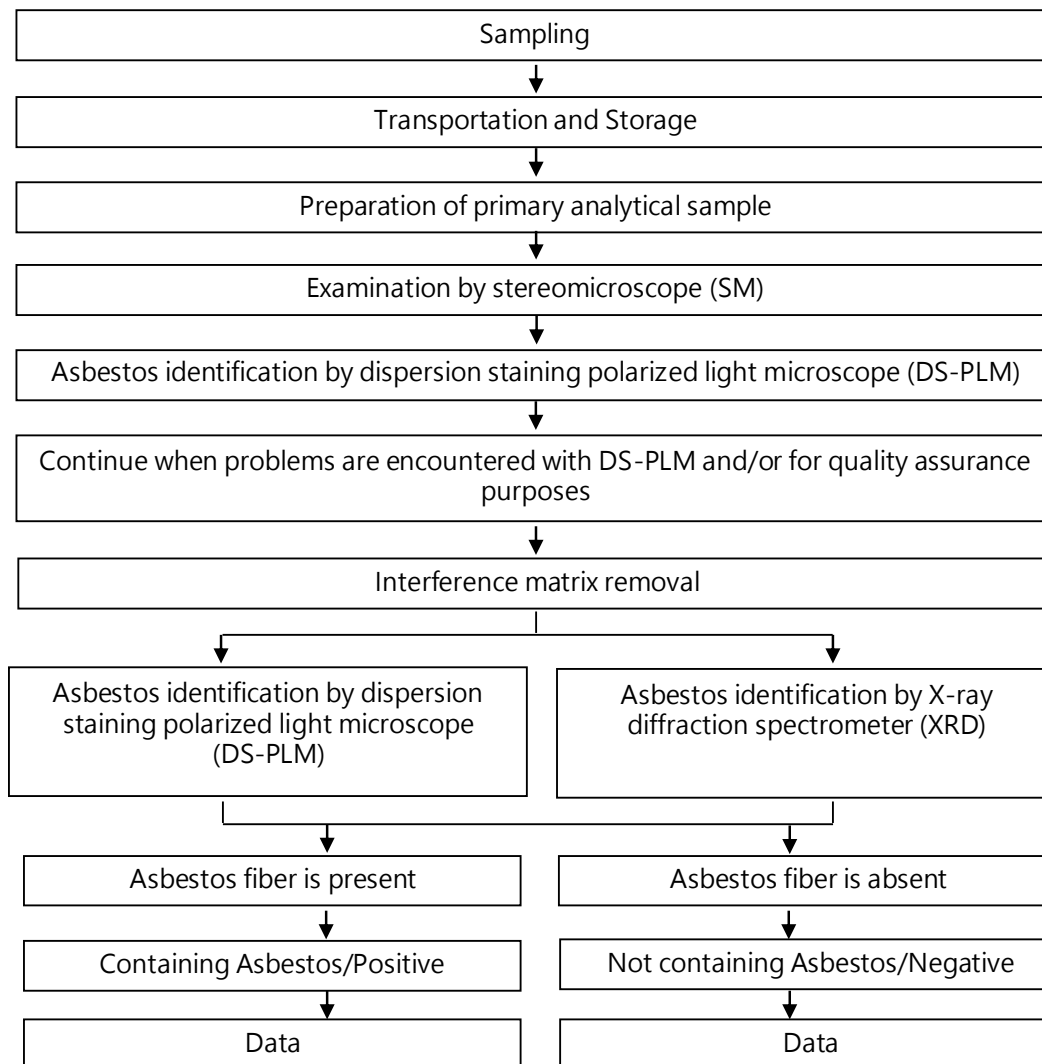 Sampling
Transportation and Storage
Preparation of primary analytical sample
Examination by stereomicroscope (SM)
Asbestos identification by dispersion staining polarized light microscope (DS-PLM)
Continue when problems are encountered with DS-PLM and/or for quality assurance
purposes
Interference matrix removal
Asbestos identification by dispersion
staining polarized light microscope
(DS-PLM)
Asbestos identification by X-ray
diffraction spectrometer (XRD)
Asbestos fiber is present
Asbestos fiber is absent
Containing Asbestos/Positive
Not containing Asbestos/Negative
Data
Data